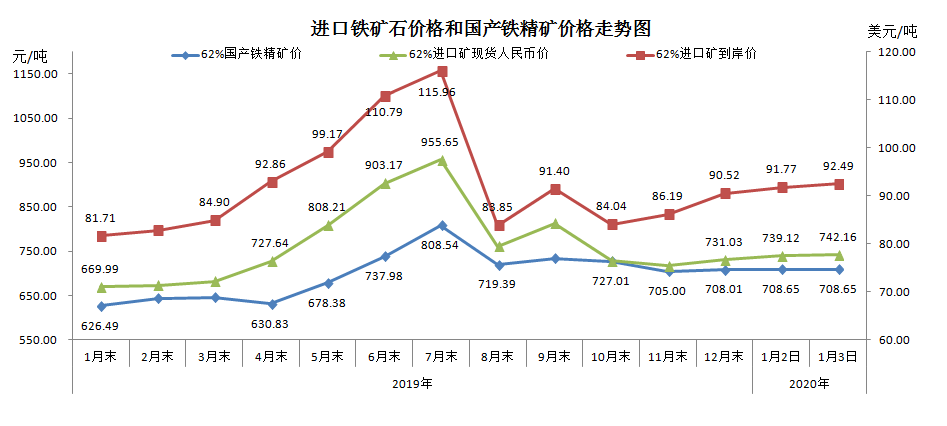 进口铁矿石价格和国产铁精矿价格走势图
元/吨
美元/吨
62%国产铁精矿价 62%进口矿现货人民币价 62%进口矿到岸价
1150.00
1050.00
950.00
850.00
750.00
650.00
550.00
120.00
110.00
100.00
90.00
80.00
70.00
60.00
81.71 84.90 92.86 99.17 110.79 115.96 83.85 91.40 84.04 86.19 90.52 91.77 92.49
669.99 727.64 808.21 903.17 955.65 731.03 739.12 742.16
626.49 630.83 678.38 737.98 808.54 719.39 727.01 705.00 708.01 708.65 708.65
1月末 2月末 3月末 4月末 5月末 6月末 7月末 8月末 9月末 10月末 11月末 12月末 1月2日 1月3日
2019年 2020年